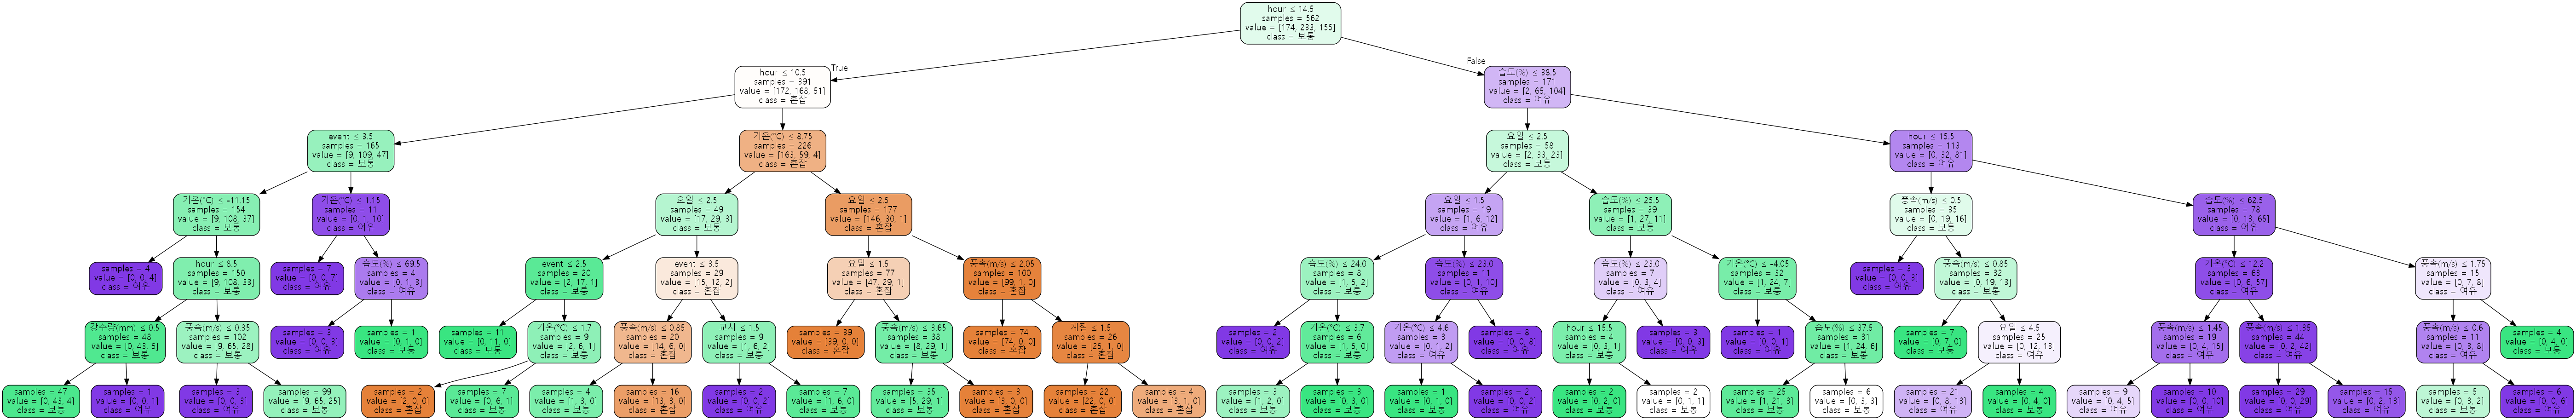 hour ≤ 14.5
samples = 562
value = [174, 233, 155]
class = 보통
True
False
hour ≤ 10.5
samples = 391
value = [172, 168, 51]
class = 혼잡
습도(%) ≤ 38.5
samples = 171
value = [2, 65, 104]
class = 여유
event ≤ 3.5
samples = 165
value = [9, 109, 47]
class = 보통
기온(°C) ≤ 8.75
samples = 226
value = [163, 59, 4]
class = 혼잡
요일 ≤ 2.5
samples = 58
value = [2, 33, 23]
class = 보통
hour ≤ 15.5
samples = 113
value = [0, 32, 81]
class = 여유
기온(°C) ≤ -11.15
samples = 154
value = [9, 108, 37]
class = 보통
기온(°C) ≤ 1.15
samples = 11
value = [0, 1, 10]
class = 여유
요일 ≤ 2.5
samples = 49
value = [17, 29, 3]
class = 보통
요일 ≤ 2.5
samples = 177
value = [146, 30, 1]
class = 혼잡
요일 ≤ 1.5
samples = 19
value = [1, 6, 12]
class = 여유
습도(%) ≤ 25.5
samples = 39
value = [1, 27, 11]
class = 보통
풍속(m/s) ≤ 0.5
samples = 35
value = [0, 19, 16]
class = 보통
습도(%) ≤ 62.5
samples = 78
value = [0, 13, 65]
class = 여유
samples = 4
value = [0, 0, 4]
class = 여유
hour ≤ 8.5
samples = 150
value = [9, 108, 33]
class = 보통
samples = 7
value = [0, 0, 7]
class = 여유
습도(%) ≤ 69.5
samples = 4
value = [0, 1, 3]
class = 여유
event ≤ 2.5
samples = 20
value = [2, 17, 1]
class = 보통
event ≤ 3.5
samples = 29
value = [15, 12, 2]
class = 혼잡
요일 ≤ 1.5
samples = 77
value = [47, 29, 1]
class = 혼잡
풍속(m/s) ≤ 2.05
samples = 100
value = [99, 1, 0]
class = 혼잡
습도(%) ≤ 24.0
samples = 8
value = [1, 5, 2]
class = 보통
습도(%) ≤ 23.0
samples = 11
value = [0, 1, 10]
class = 여유
습도(%) ≤ 23.0
samples = 7
value = [0, 3, 4]
class = 여유
기온(°C) ≤ -4.05
samples = 32
value = [1, 24, 7]
class = 보통
samples = 3
value = [0, 0, 3]
class = 여유
풍속(m/s) ≤ 0.85
samples = 32
value = [0, 19, 13]
class = 보통
기온(°C) ≤ 12.2
samples = 63
value = [0, 6, 57]
class = 여유
풍속(m/s) ≤ 1.75
samples = 15
value = [0, 7, 8]
class = 여유
강수량(mm) ≤ 0.5
samples = 48
value = [0, 43, 5]
class = 보통
풍속(m/s) ≤ 0.35
samples = 102
value = [9, 65, 28]
class = 보통
samples = 3
value = [0, 0, 3]
class = 여유
samples = 1
value = [0, 1, 0]
class = 보통
samples = 11
value = [0, 11, 0]
class = 보통
기온(°C) ≤ 1.7
samples = 9
value = [2, 6, 1]
class = 보통
풍속(m/s) ≤ 0.85
samples = 20
value = [14, 6, 0]
class = 혼잡
교시 ≤ 1.5
samples = 9
value = [1, 6, 2]
class = 보통
samples = 39
value = [39, 0, 0]
class = 혼잡
풍속(m/s) ≤ 3.65
samples = 38
value = [8, 29, 1]
class = 보통
samples = 74
value = [74, 0, 0]
class = 혼잡
계절 ≤ 1.5
samples = 26
value = [25, 1, 0]
class = 혼잡
samples = 2
value = [0, 0, 2]
class = 여유
기온(°C) ≤ 3.7
samples = 6
value = [1, 5, 0]
class = 보통
기온(°C) ≤ 4.6
samples = 3
value = [0, 1, 2]
class = 여유
samples = 8
value = [0, 0, 8]
class = 여유
hour ≤ 15.5
samples = 4
value = [0, 3, 1]
class = 보통
samples = 3
value = [0, 0, 3]
class = 여유
samples = 1
value = [0, 0, 1]
class = 여유
습도(%) ≤ 37.5
samples = 31
value = [1, 24, 6]
class = 보통
samples = 7
value = [0, 7, 0]
class = 보통
요일 ≤ 4.5
samples = 25
value = [0, 12, 13]
class = 여유
풍속(m/s) ≤ 1.45
samples = 19
value = [0, 4, 15]
class = 여유
풍속(m/s) ≤ 1.35
samples = 44
value = [0, 2, 42]
class = 여유
풍속(m/s) ≤ 0.6
samples = 11
value = [0, 3, 8]
class = 여유
samples = 4
value = [0, 4, 0]
class = 보통
samples = 47
value = [0, 43, 4]
class = 보통
samples = 1
value = [0, 0, 1]
class = 여유
samples = 3
value = [0, 0, 3]
class = 여유
samples = 99
value = [9, 65, 25]
class = 보통
samples = 2
value = [2, 0, 0]
class = 혼잡
samples = 7
value = [0, 6, 1]
class = 보통
samples = 4
value = [1, 3, 0]
class = 보통
samples = 16
value = [13, 3, 0]
class = 혼잡
samples = 2
value = [0, 0, 2]
class = 여유
samples = 7
value = [1, 6, 0]
class = 보통
samples = 35
value = [5, 29, 1]
class = 보통
samples = 3
value = [3, 0, 0]
class = 혼잡
samples = 22
value = [22, 0, 0]
class = 혼잡
samples = 4
value = [3, 1, 0]
class = 혼잡
samples = 3
value = [1, 2, 0]
class = 보통
samples = 3
value = [0, 3, 0]
class = 보통
samples = 1
value = [0, 1, 0]
class = 보통
samples = 2
value = [0, 0, 2]
class = 여유
samples = 2
value = [0, 2, 0]
class = 보통
samples = 2
value = [0, 1, 1]
class = 보통
samples = 25
value = [1, 21, 3]
class = 보통
samples = 6
value = [0, 3, 3]
class = 보통
samples = 21
value = [0, 8, 13]
class = 여유
samples = 4
value = [0, 4, 0]
class = 보통
samples = 9
value = [0, 4, 5]
class = 여유
samples = 10
value = [0, 0, 10]
class = 여유
samples = 29
value = [0, 0, 29]
class = 여유
samples = 15
value = [0, 2, 13]
class = 여유
samples = 5
value = [0, 3, 2]
class = 보통
samples = 6
value = [0, 0, 6]
class = 여유